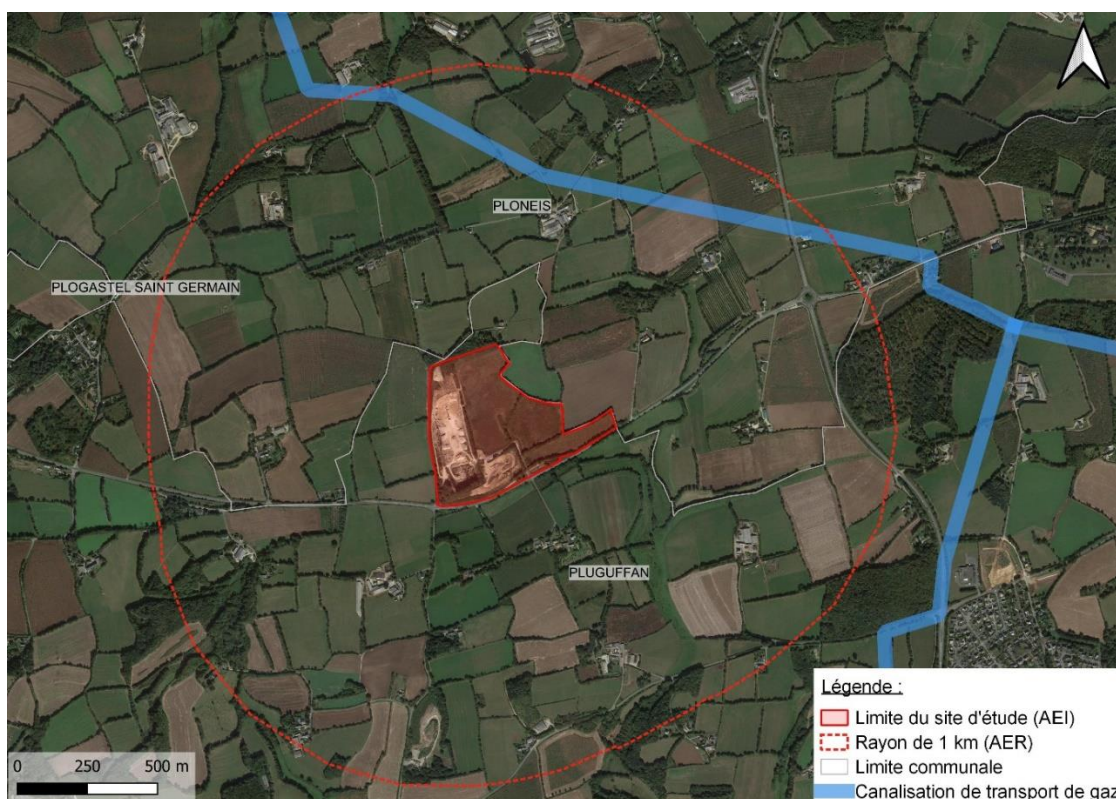 PLONEIS
PLOGASTEL SAINT GERMAIN
PLUGUFFAN
Légende :
Limite du site d'étude (AEI)
Rayon de 1 km (AER)
Limite communale
Canalisation de transport de gaz
0 250 500 m